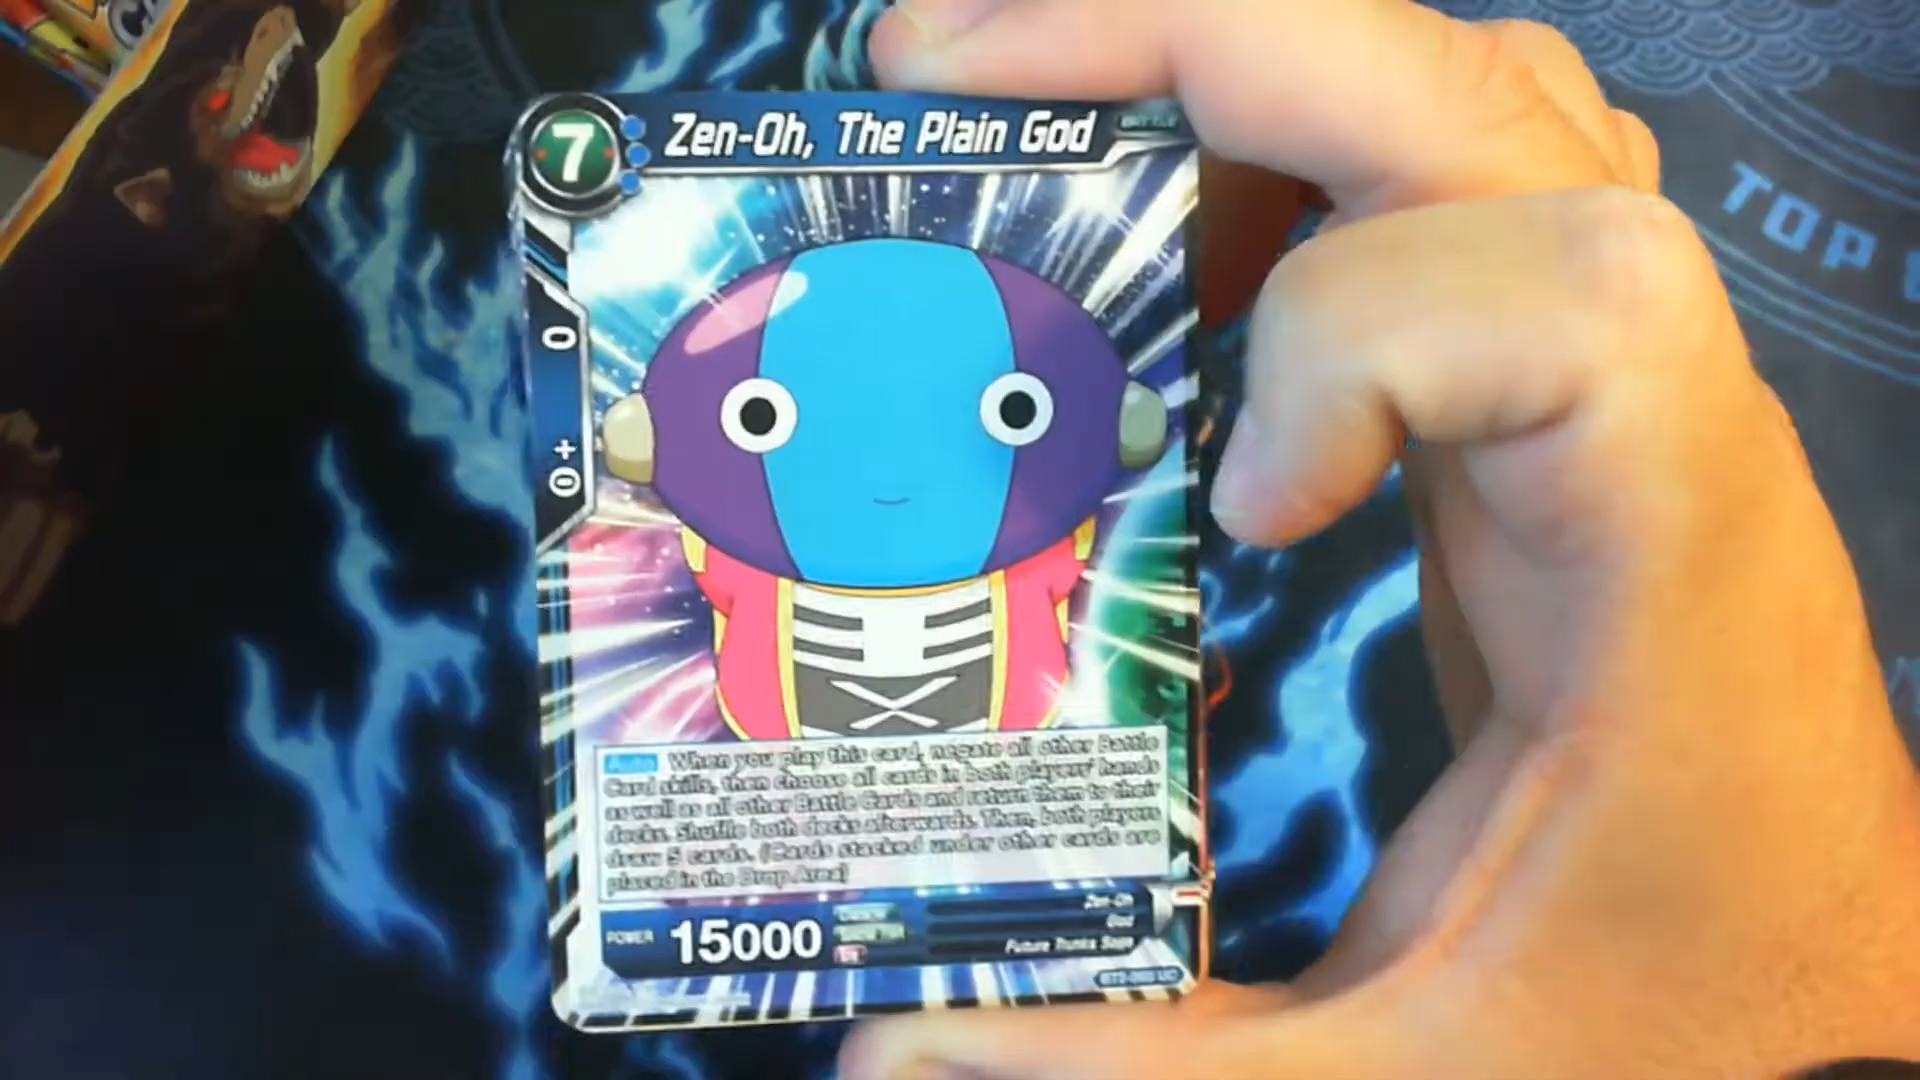 7
Zen-Oh, The Plain God
BATTLE
TOP
0
0+
Auto When you play this card, negate all other Battle
Card skills, then choose all cards in both players' hands
as well as all other Battle Cards and return them to their
decks. Shuffle both decks afterwards. Then, both players
draw 5 cards. (Cards stacked under other cards are
placed in the Drop Area)
POWER 15000
Zen-Oh
God
Future Trunks Saga